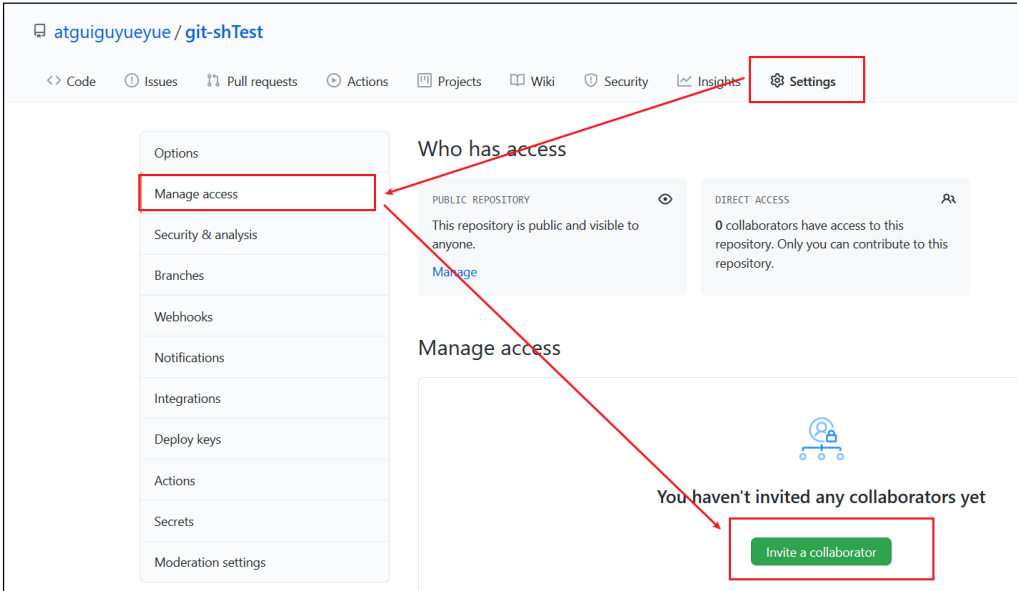 atguiguyueyue / git-shTest
Code Issues Pull requests Actions Projects Wiki Security Insights Settings
Options
Manage access
Security & analysis
Branches
Webhooks
Notifications
Integrations
Deploy keys
Actions
Secrets
Moderation settings
Who has access
PUBLIC REPOSITORY
This repository is public and visible to
anyone.
Manage
DIRECT ACCESS
0 collaborators have access to this
repository. Only you can contribute to this
repository.
Manage access
You haven't invited any collaborators yet
Invite a collaborator